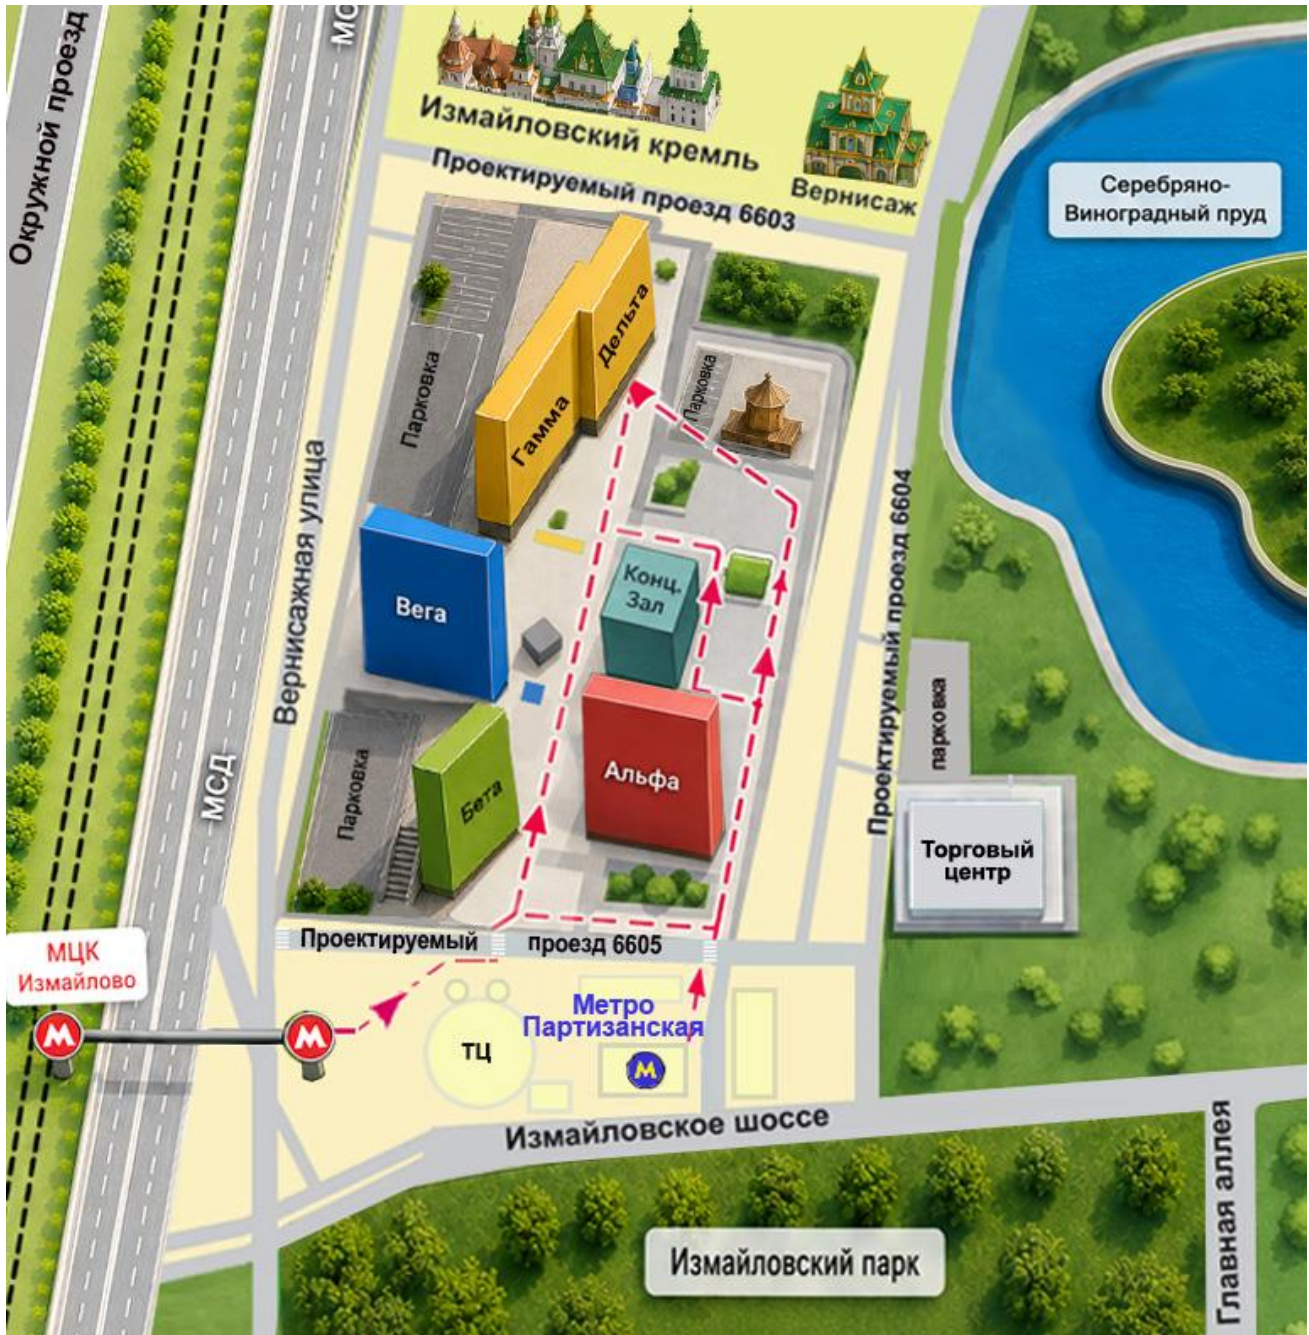 Окружной проезд
МС
Измайловский кремль
Вернисаж
Проектируемый проезд 6603
Серебряно-
Виноградный пруд
Дельта
Гамма
Парковка
Парковка
Вернисажная улица
Вега
Конц.
Зал
Проектируемый проезд 6604
парковка
Альфа
Бета
Парковка
МСД
Торговый
центр
Проектируемый проезд 6605
МЦК
Измайлово
М
М
Метро
Партизанская
М
ТЦ
Измайловское шоссе
Измайловский парк
Главная аллея